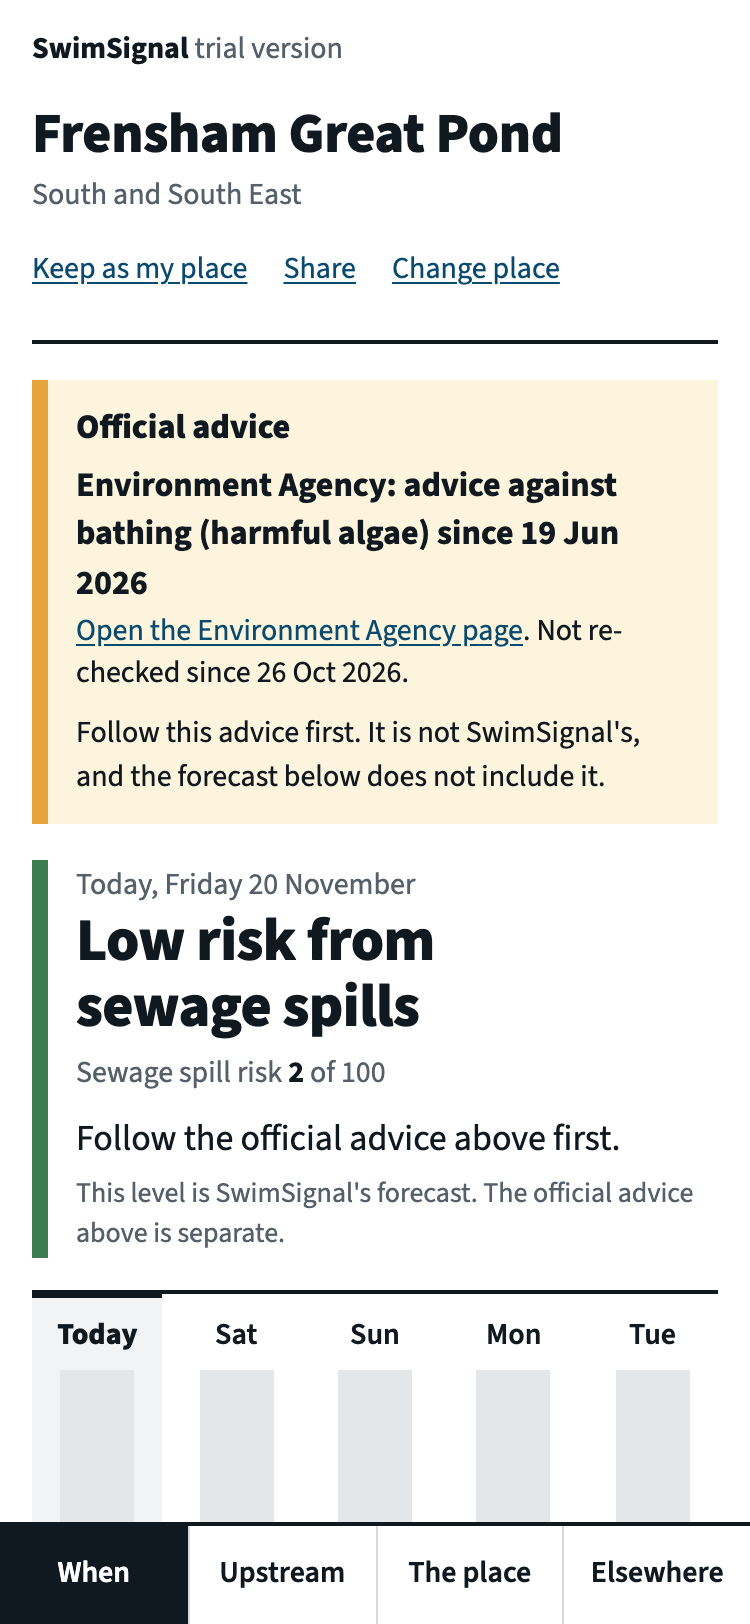 SwimSignal trial version
Frensham Great Pond
South and South East
Keep as my place Share Change place
Official advice
Environment Agency: advice against
bathing (harmful algae) since 19 Jun
2026
Open the Environment Agency page. Not re-
checked since 26 Oct 2026.
Follow this advice first. It is not SwimSignal's,
and the forecast below does not include it.
Today, Friday 20 November
Low risk from
sewage spills
Sewage spill risk 2 of 100
Follow the official advice above first.
This level is SwimSignal's forecast. The official advice
above is separate.
Today Sat Sun Mon Tue
When Upstream The place Elsewhere